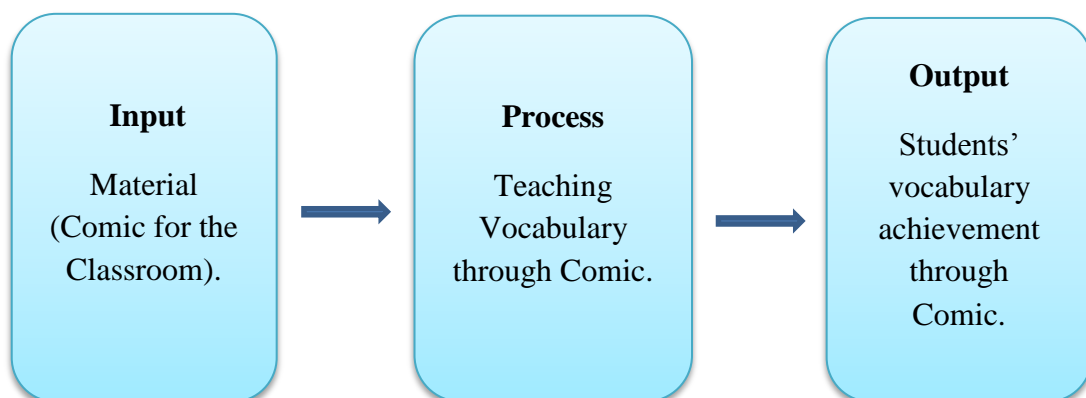 Input
Material
(Comic for the
Classroom).
Process
Teaching
Vocabulary
through Comic.
Output
Students’
vocabulary
achievement
through
Comic.